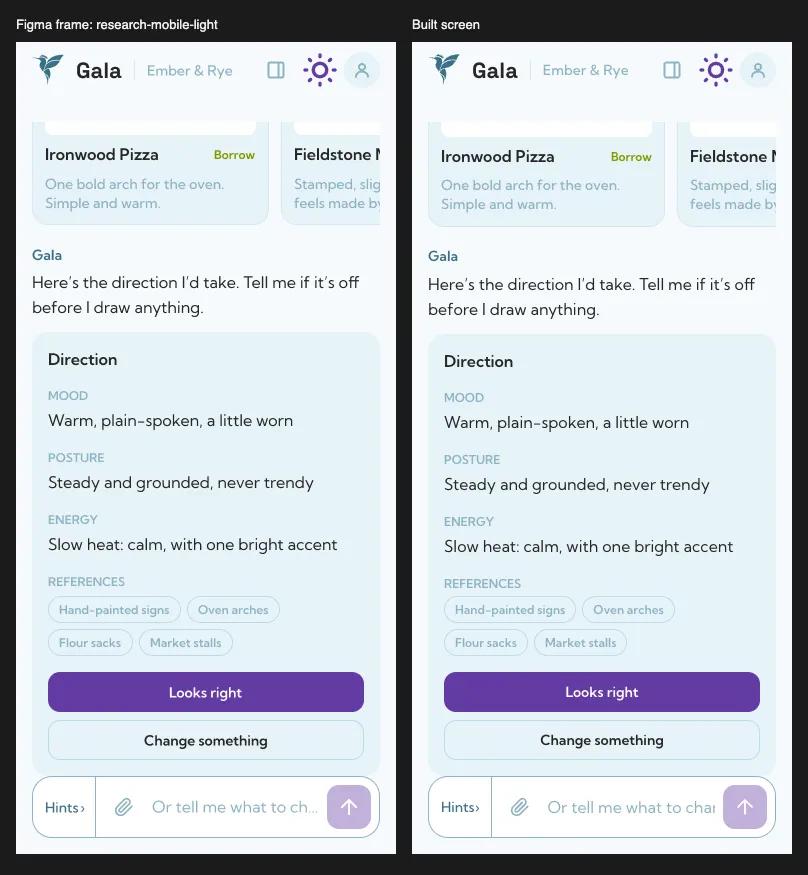 Figma frame: research-mobile-light
Gala
Ember & Rye
Ironwood Pizza
Borrow
Fieldstone M
One bold arch for the oven.
Simple and warm.
Stamped, slig
feels made by
Gala
Here's the direction I'd take. Tell me if it's off
before I draw anything.
Direction
MOOD
Warm, plain-spoken, a little worn
POSTURE
Steady and grounded, never trendy
ENERGY
Slow heat: calm, with one bright accent
REFERENCES
Hand-painted signs
Oven arches
Flour sacks
Market stalls
Looks right
Change something
Hints ›
Or tell me what to ch...
Built screen
Gala
Ember & Rye
Ironwood Pizza
Borrow
Fieldstone M
One bold arch for the oven.
Simple and warm.
Stamped, slig
feels made by
Gala
Here's the direction I'd take. Tell me if it's off
before I draw anything.
Direction
MOOD
Warm, plain-spoken, a little worn
POSTURE
Steady and grounded, never trendy
ENERGY
Slow heat: calm, with one bright accent
REFERENCES
Hand-painted signs
Oven arches
Flour sacks
Market stalls
Looks right
Change something
Hints›
Or tell me what to char